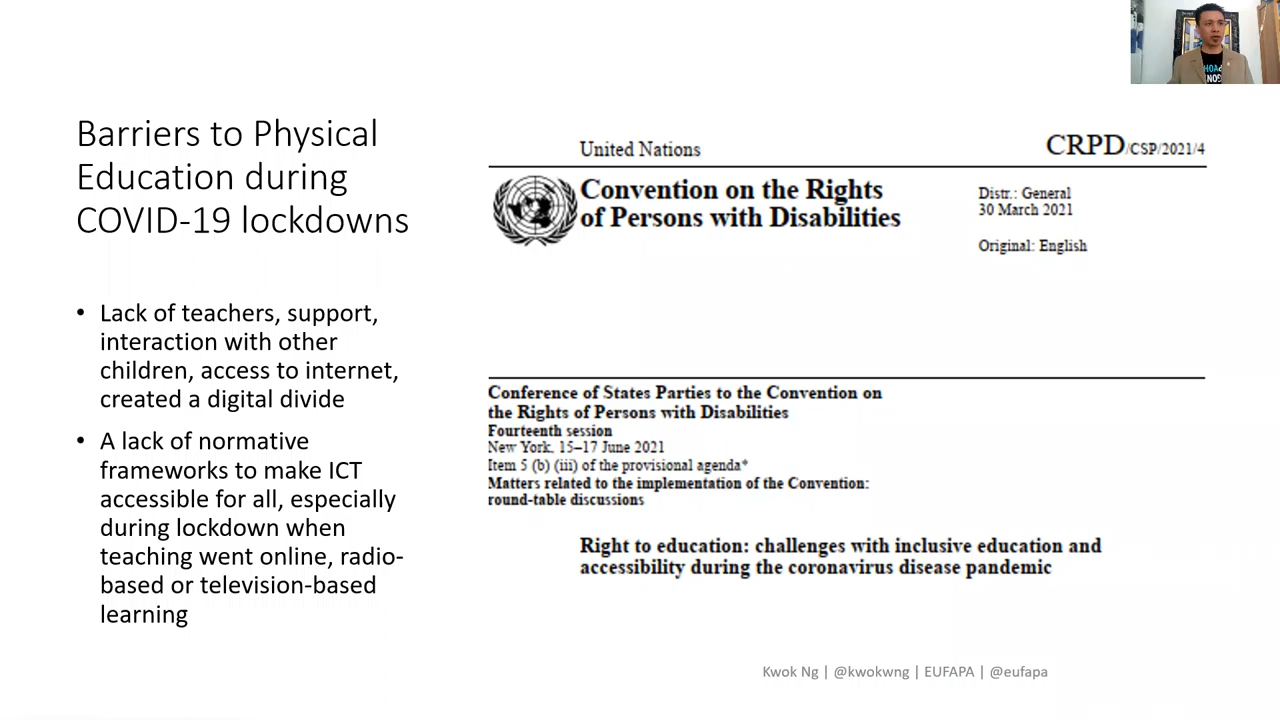 Barriers to Physical
Education during
COVID-19 lockdowns
• Lack of teachers, support,
interaction with other
children, access to internet,
created a digital divide
• A lack of normative
frameworks to make ICT
accessible for all, especially
during lockdown when
teaching went online, radio-
based or television-based
learning
United Nations
CRPD/CSP/2021/4
Convention on the Rights
of Persons with Disabilities
Distr.: General
30 March 2021
Original: English
Conference of States Parties to the Convention on
the Rights of Persons with Disabilities
Fourteenth session
New York, 15–17 June 2021
Item 5 (b) (iii) of the provisional agenda*
Matters related to the implementation of the Convention:
round-table discussions
Right to education: challenges with inclusive education and
accessibility during the coronavirus disease pandemic
Kwok Ng | @kwokwng | EUFAPA | @eufapa